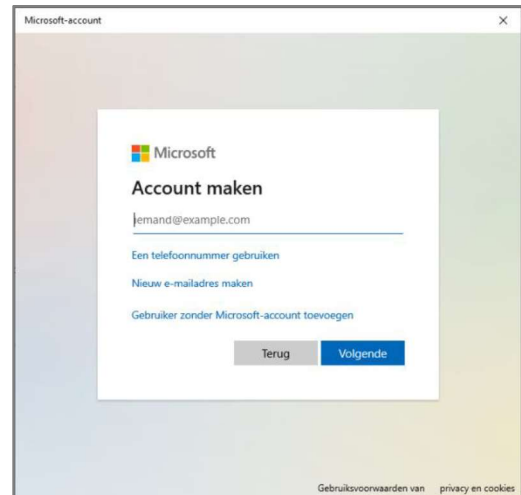 Microsoft-account
Microsoft
Account maken
iemand@example.com
Een telefoonnummer gebruiken
Nieuw e-mailadres maken
Gebruiker zonder Microsoft-account toevoegen
Terug
Volgende
Gebruiksvoorwaarden van privacy en cookies